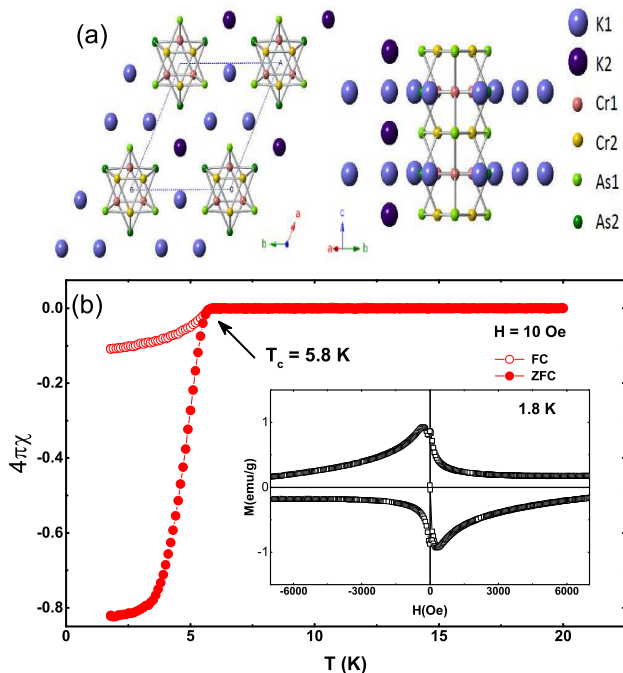 (a)
K1
K2
Cr1
Cr2
As1
As2
A
B
a
b
c
a
b
(b)
H = 10 Oe
FC
ZFC
Tc = 5.8 K
1.8 K
M(emu/g)
1
0
-1
-6000 -3000 0 3000 6000
H(Oe)
4πχ
0.0
-0.2
-0.4
-0.6
-0.8
0 5 10 15 20
T (K)